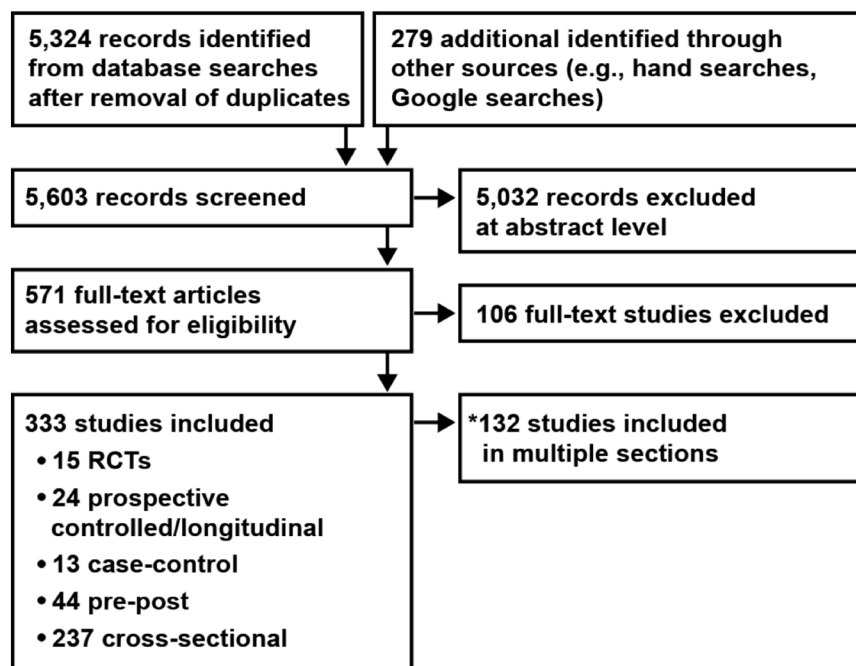 5,324 records identified
from database searches
after removal of duplicates
279 additional identified through
other sources (e.g., hand searches,
Google searches)
5,603 records screened
5,032 records excluded
at abstract level
571 full-text articles
assessed for eligibility
106 full-text studies excluded
333 studies included
• 15 RCTs
• 24 prospective
controlled/longitudinal
• 13 case-control
• 44 pre-post
• 237 cross-sectional
*132 studies included
in multiple sections